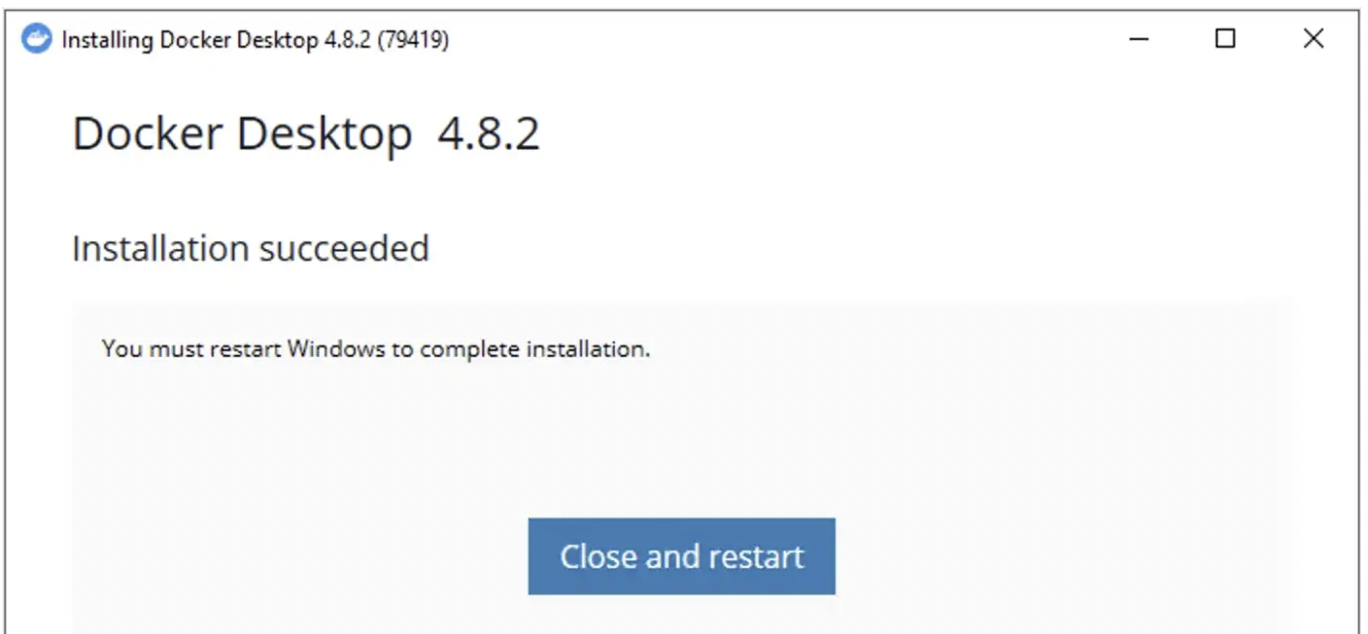 Installing Docker Desktop 4.8.2 (79419)
Docker Desktop 4.8.2
Installation succeeded
You must restart Windows to complete installation.
Close and restart